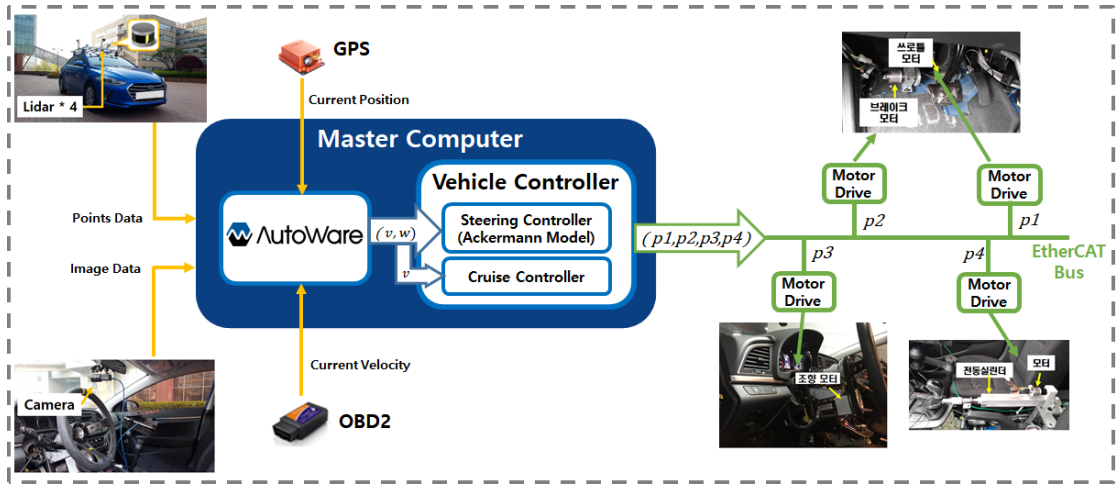 GPS
Lidar * 4
Current Position
Master Computer
Vehicle Controller
AutoWare
(v,w)
Steering Controller
(Ackermann Model)
v
Cruise Controller
Points Data
Image Data
Current Velocity
Camera
OBD2
(p1,p2,p3,p4)
쓰로틀
모터
브레이크
모터
Motor
Drive
Motor
Drive
p2
p1
p3
p4
EtherCAT
Bus
Motor
Drive
Motor
Drive
조향 모터
전동실린더
모터